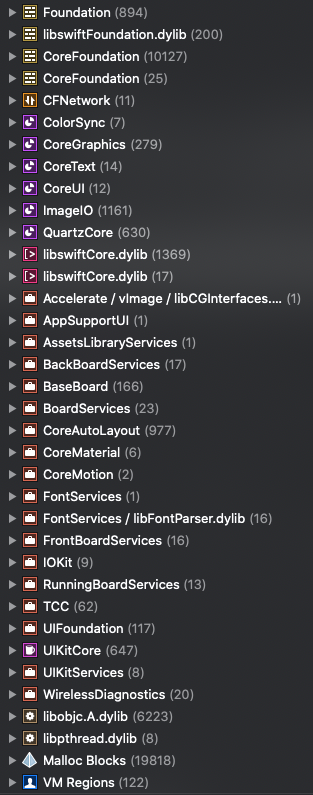 Foundation (894)
libswiftFoundation.dylib (200)
CoreFoundation (10127)
CoreFoundation (25)
CFNetwork (11)
ColorSync (7)
CoreGraphics (279)
CoreText (14)
CoreUI (12)
ImageIO (1161)
QuartzCore (630)
libswiftCore.dylib (1369)
libswiftCore.dylib (17)
Accelerate / vImage / libCGInterfaces.... (1)
AppSupportUI (1)
AssetsLibraryServices (1)
BackBoardServices (17)
BaseBoard (166)
BoardServices (23)
CoreAutoLayout (977)
CoreMaterial (6)
CoreMotion (2)
FontServices (1)
FontServices / libFontParser.dylib (16)
FrontBoardServices (16)
IOKit (9)
RunningBoardServices (13)
TCC (62)
UIFoundation (117)
UIKitCore (647)
UIKitServices (8)
WirelessDiagnostics (20)
libobjc.A.dylib (6223)
libpthread.dylib (8)
Malloc Blocks (19818)
VM Regions (122)